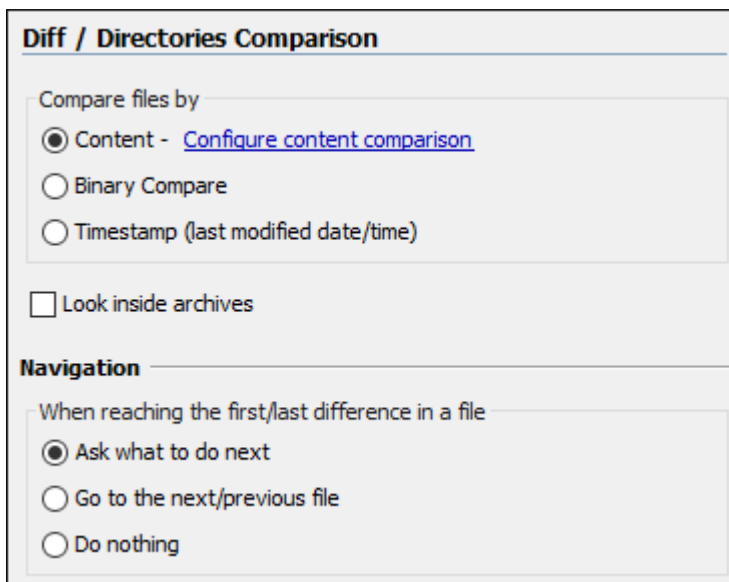 Diff / Directories Comparison
Compare files by
Content - Configure content comparison
Binary Compare
Timestamp (last modified date/time)
Look inside archives
Navigation
When reaching the first/last difference in a file
Ask what to do next
Go to the next/previous file
Do nothing